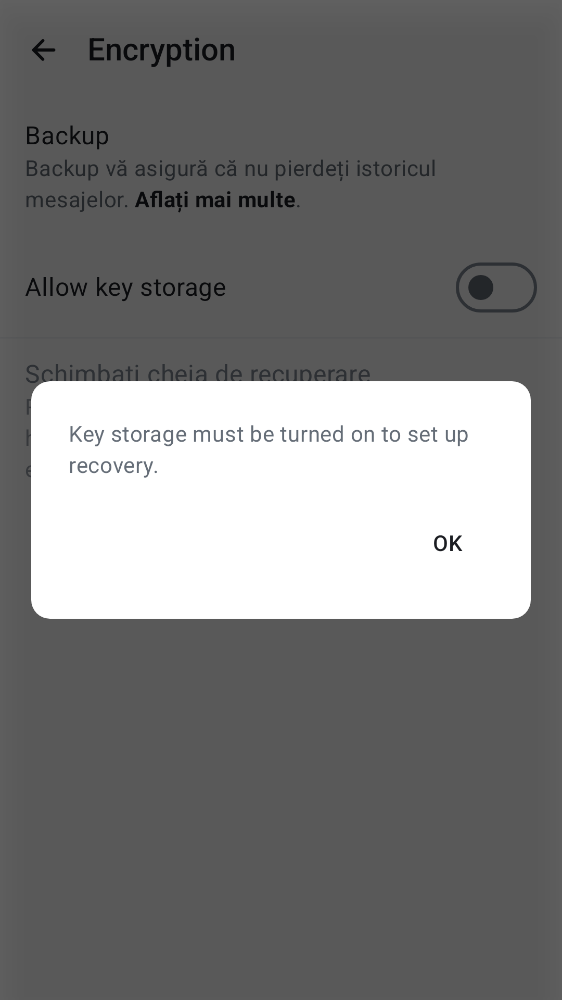 Encryption
Backup
Backup vă asigură că nu pierdeți istoricul
mesajelor. Aflați mai multe.
Allow key storage
Schimbați cheia de recuperare
Key storage must be turned on to set up
recovery.
OK